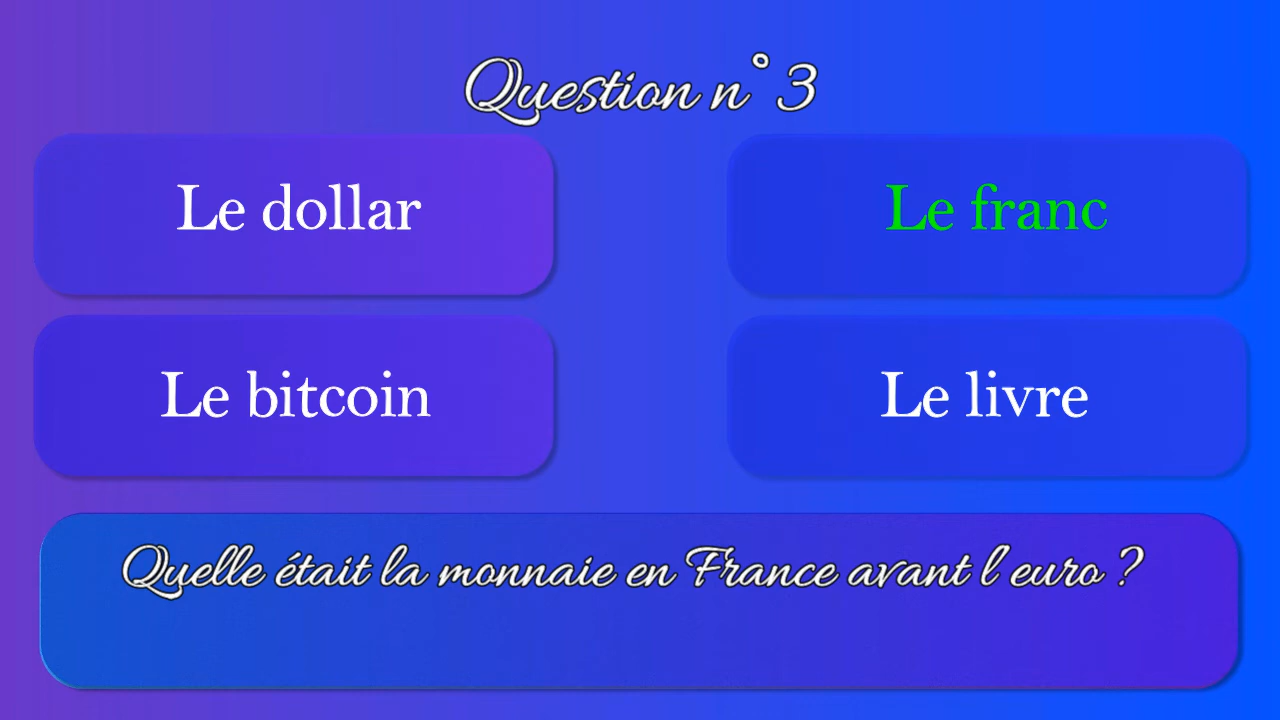 Question n° 3
Le dollar
Le franc
Le bitcoin
Le livre
Quelle était la monnaie en France avant l euro ?